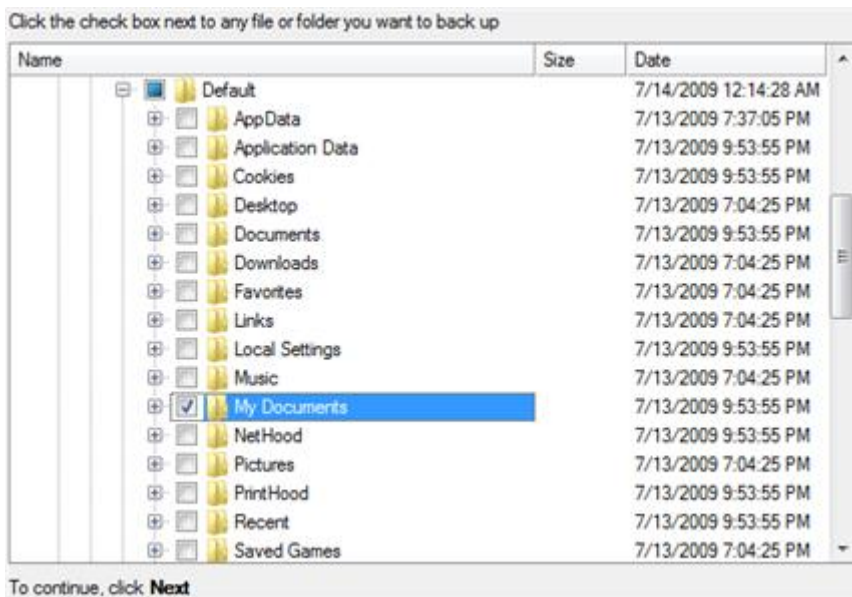 Click the check box next to any file or folder you want to back up
Name Size Date
Default 7/14/2009 12:14:28 AM
AppData 7/13/2009 7:37:05 PM
Application Data 7/13/2009 9:53:55 PM
Cookies 7/13/2009 9:53:55 PM
Desktop 7/13/2009 7:04:25 PM
Documents 7/13/2009 9:53:55 PM
Downloads 7/13/2009 7:04:25 PM
Favorites 7/13/2009 7:04:25 PM
Links 7/13/2009 7:04:25 PM
Local Settings 7/13/2009 9:53:55 PM
Music 7/13/2009 7:04:25 PM
My Documents 7/13/2009 9:53:55 PM
NetHood 7/13/2009 9:53:55 PM
Pictures 7/13/2009 7:04:25 PM
PrintHood 7/13/2009 9:53:55 PM
Recent 7/13/2009 9:53:55 PM
Saved Games 7/13/2009 7:04:25 PM
To continue, click Next